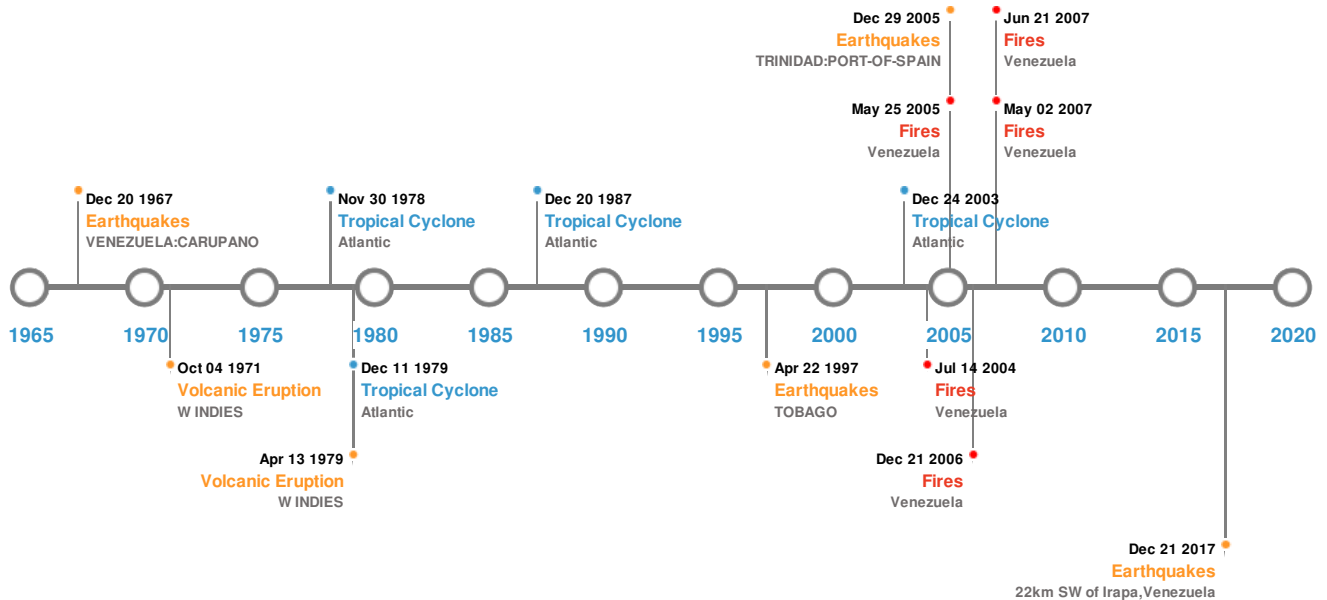 Dec 29 2005
Earthquakes
TRINIDAD:PORT-OF-SPAIN
Jun 21 2007
Fires
Venezuela
May 25 2005
Fires
Venezuela
May 02 2007
Fires
Venezuela
Dec 20 1967
Earthquakes
VENEZUELA:CARUPANO
Nov 30 1978
Tropical Cyclone
Atlantic
Dec 20 1987
Tropical Cyclone
Atlantic
Dec 24 2003
Tropical Cyclone
Atlantic
1965 1970 1975 1980 1985 1990 1995 2000 2005 2010 2015 2020
Oct 04 1971
Volcanic Eruption
W INDIES
Dec 11 1979
Tropical Cyclone
Atlantic
Apr 22 1997
Earthquakes
TOBAGO
Jul 14 2004
Fires
Venezuela
Apr 13 1979
Volcanic Eruption
W INDIES
Dec 21 2006
Fires
Venezuela
Dec 21 2017
Earthquakes
22km SW of Irapa,Venezuela